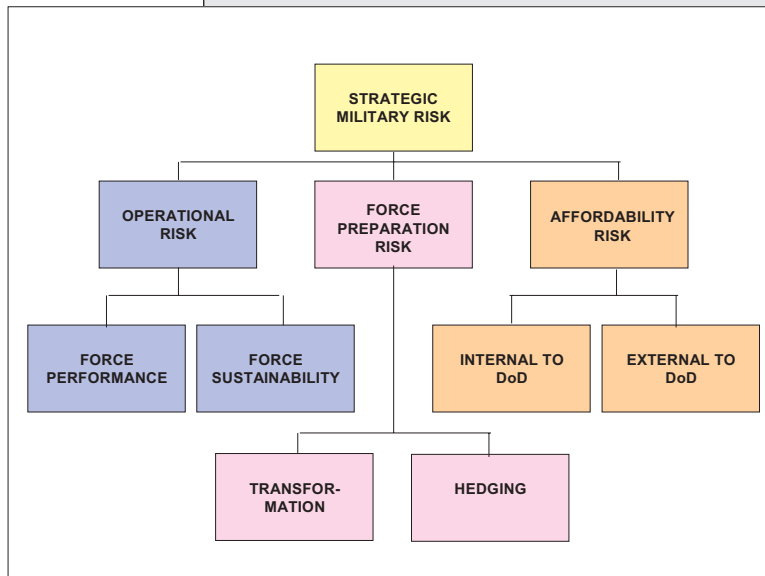 STRATEGIC
MILITARY RISK
OPERATIONAL
RISK
FORCE
PREPARATION
RISK
AFFORDABILITY
RISK
FORCE
PERFORMANCE
FORCE
SUSTAINABILITY
INTERNAL TO
DoD
EXTERNAL TO
DoD
TRANSFOR-
MATION
HEDGING